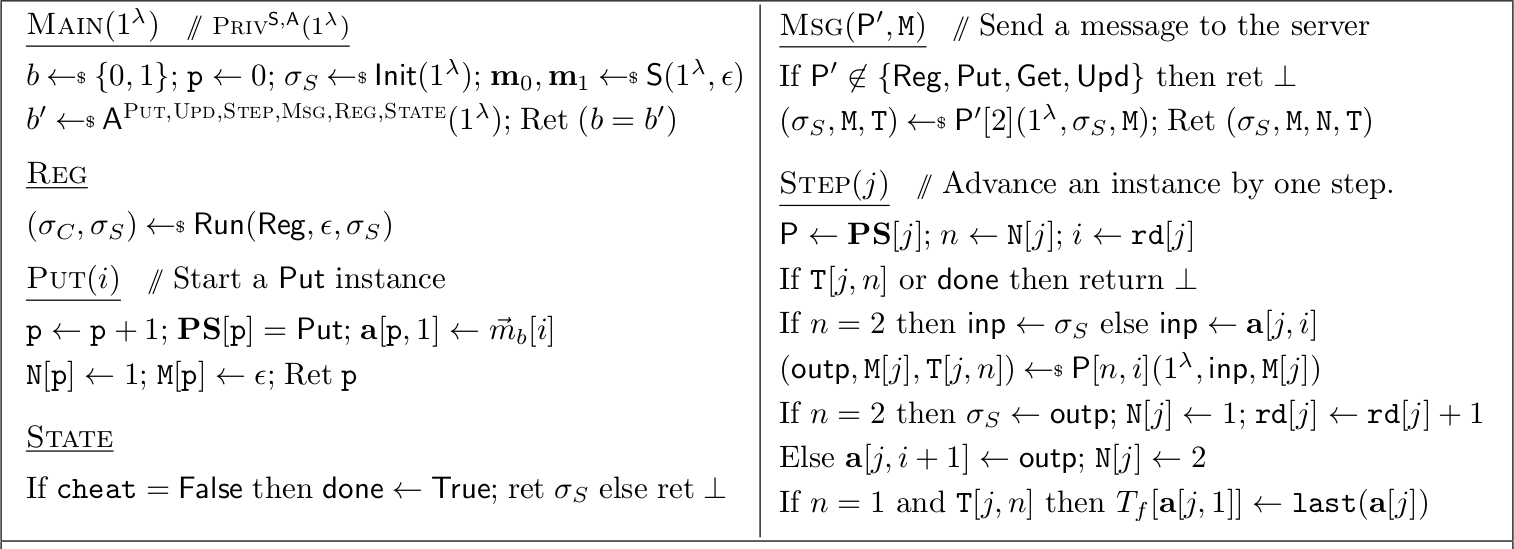 MAIN(1^λ) // PRIV^{S,A}(1^λ)
b ←$ {0, 1}; p ← 0; σ_S ←$ Init(1^λ); m_0, m_1 ←$ S(1^λ, ϵ)
b′ ←$ A^{PUT,UPD,STEP,MSG,REG,STATE}(1^λ); Ret (b = b′)
REG
(σ_C, σ_S) ←$ Run(Reg, ϵ, σ_S)
PUT(i) // Start a Put instance
p ← p + 1; PS[p] = Put; a[p, 1] ← m⃗_b[i]
N[p] ← 1; M[p] ← ϵ; Ret p
STATE
If cheat = False then done ← True; ret σ_S else ret ⊥
MSG(P′, M) // Send a message to the server
If P′ ∉ {Reg, Put, Get, Upd} then ret ⊥
(σ_S, M, T) ←$ P′[2](1^λ, σ_S, M); Ret (σ_S, M, N, T)
STEP(j) // Advance an instance by one step.
P ← PS[j]; n ← N[j]; i ← rd[j]
If T[j, n] or done then return ⊥
If n = 2 then inp ← σ_S else inp ← a[j, i]
(outp, M[j], T[j, n]) ←$ P[n, i](1^λ, inp, M[j])
If n = 2 then σ_S ← outp; N[j] ← 1; rd[j] ← rd[j] + 1
Else a[j, i + 1] ← outp; N[j] ← 2
If n = 1 and T[j, n] then T_f[a[j, 1]] ← last(a[j])